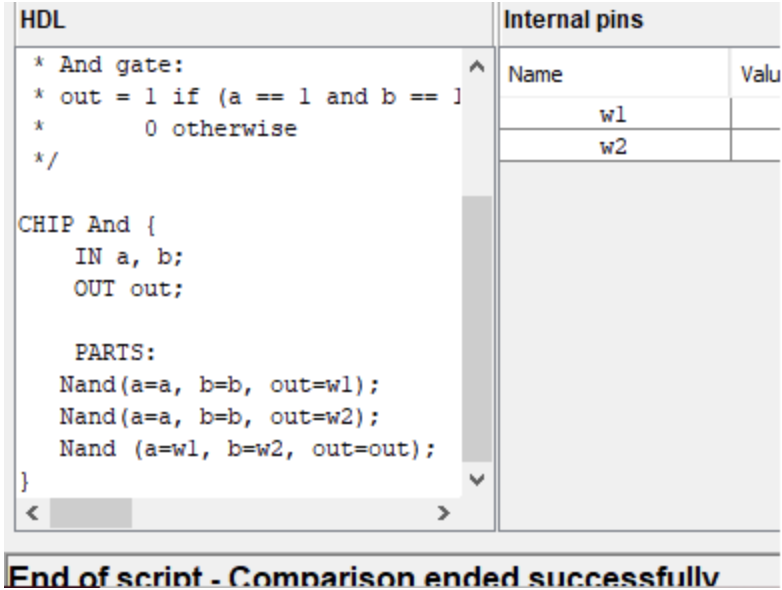 HDL
* And gate:
* out = 1 if (a == 1 and b == 1
* 0 otherwise
*/
CHIP And {
IN a, b;
OUT out;
PARTS:
Nand(a=a, b=b, out=w1);
Nand(a=a, b=b, out=w2);
Nand (a=w1, b=w2, out=out);
}
Internal pins
Name Valu
w1
w2
End of script - Comparison ended successfully